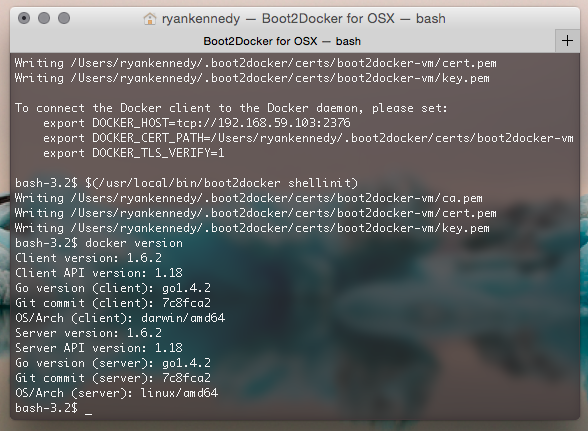 ryankennedy — Boot2Docker for OSX — bash
Boot2Docker for OSX — bash
+
Writing /Users/ryankennedy/.boot2docker/certs/boot2docker-vm/cert.pem
Writing /Users/ryankennedy/.boot2docker/certs/boot2docker-vm/key.pem
To connect the Docker client to the Docker daemon, please set:
export DOCKER_HOST=tcp://192.168.59.103:2376
export DOCKER_CERT_PATH=/Users/ryankennedy/.boot2docker/certs/boot2docker-vm
export DOCKER_TLS_VERIFY=1
bash-3.2$ $(/usr/local/bin/boot2docker shellinit)
Writing /Users/ryankennedy/.boot2docker/certs/boot2docker-vm/ca.pem
Writing /Users/ryankennedy/.boot2docker/certs/boot2docker-vm/cert.pem
Writing /Users/ryankennedy/.boot2docker/certs/boot2docker-vm/key.pem
bash-3.2$ docker version
Client version: 1.6.2
Client API version: 1.18
Go version (client): go1.4.2
Git commit (client): 7c8fca2
OS/Arch (client): darwin/amd64
Server version: 1.6.2
Server API version: 1.18
Go version (server): go1.4.2
Git commit (server): 7c8fca2
OS/Arch (server): linux/amd64
bash-3.2$ _